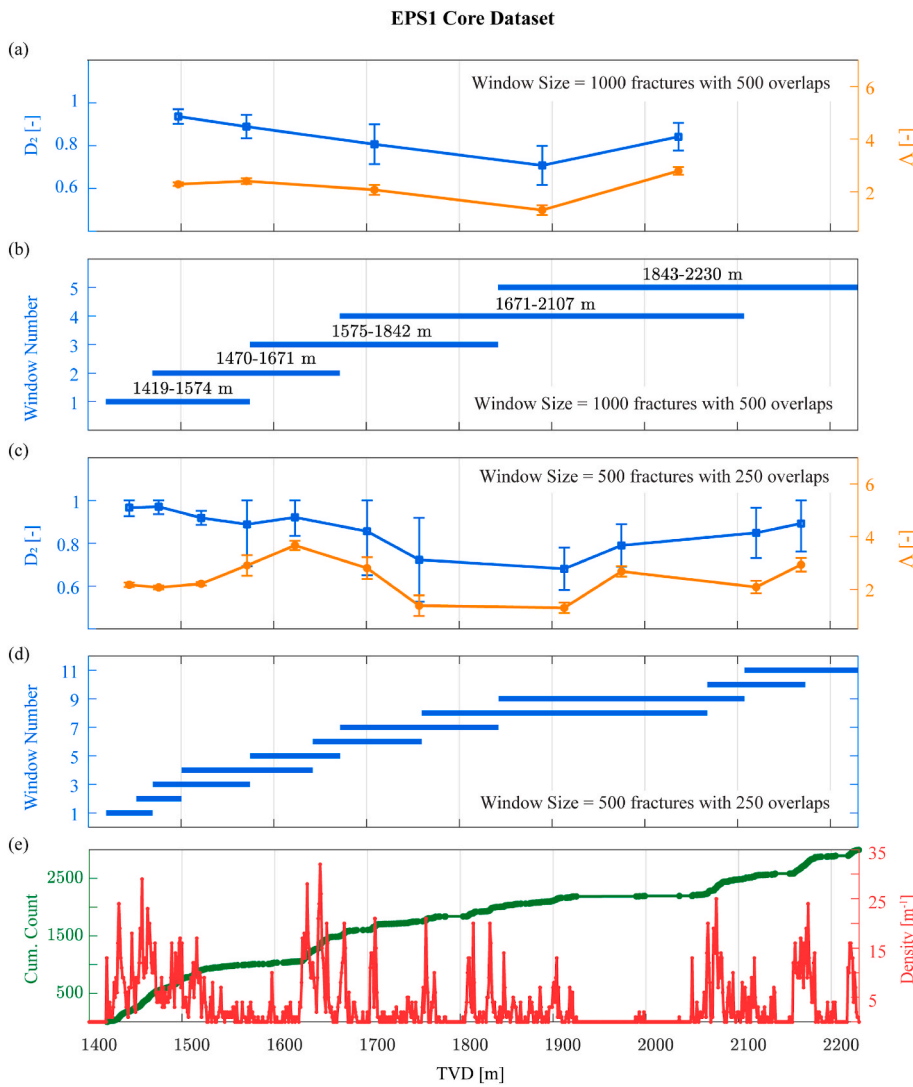 EPS1 Core Dataset
(a)
Window Size = 1000 fractures with 500 overlaps
1
0.8
0.6
D₂ [-]
6
4
2
Λ [-]
(b)
1843-2230 m
1671-2107 m
1575-1842 m
1470-1671 m
1419-1574 m
5
4
3
2
1
Window Number
Window Size = 1000 fractures with 500 overlaps
(c)
Window Size = 500 fractures with 250 overlaps
1
0.8
0.6
D₂ [-]
6
4
2
Λ [-]
(d)
11
9
7
5
3
1
Window Number
Window Size = 500 fractures with 250 overlaps
(e)
2500
1500
500
Cum. Count
35
25
15
5
Density [m⁻¹]
1400 1500 1600 1700 1800 1900 2000 2100 2200
TVD [m]